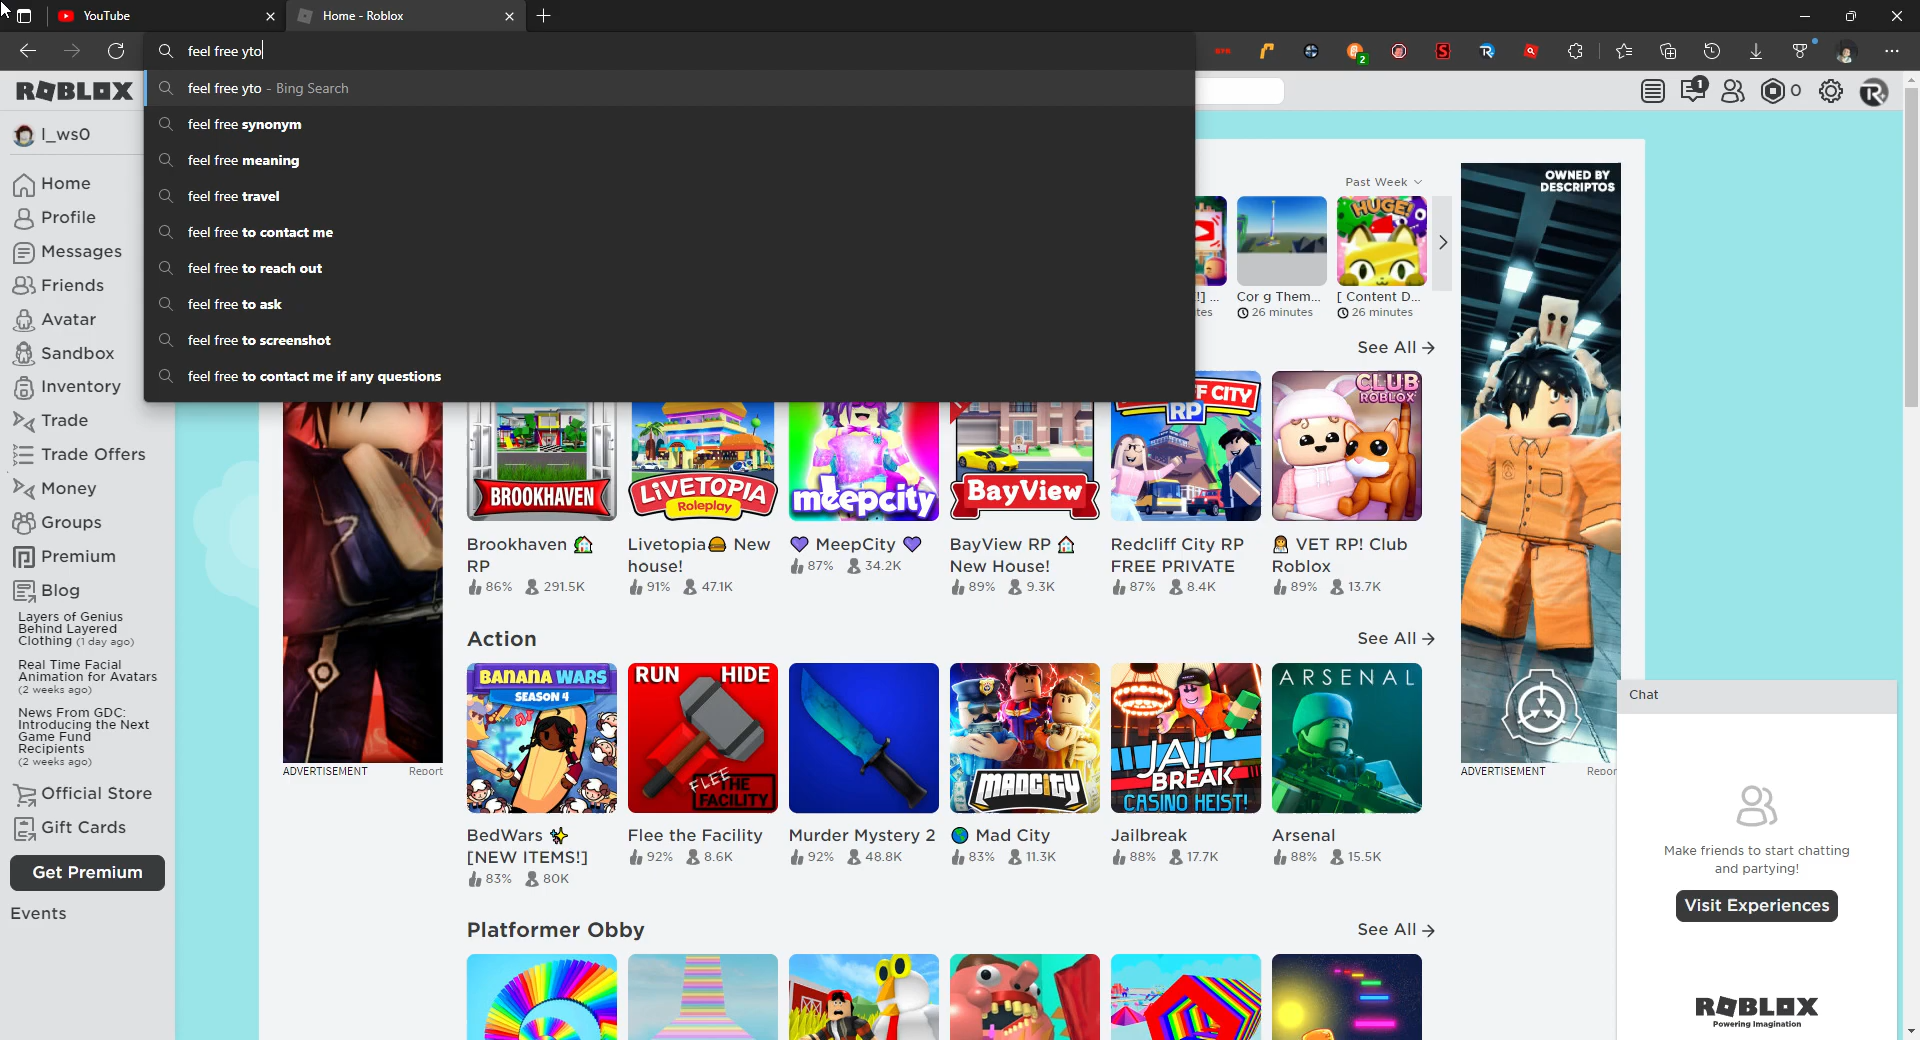 YouTube
Home - Roblox
feel free yto
2
feel free yto - Bing Search
feel free synonym
feel free meaning
feel free travel
feel free to contact me
feel free to reach out
feel free to ask
feel free to screenshot
feel free to contact me if any questions
ROBLOX
1
0
l_ws0
Home
Profile
Messages
Friends
Avatar
Sandbox
Inventory
Trade
Trade Offers
Money
Groups
Premium
Blog
Layers of Genius
Behind Layered
Clothing (1 day ago)
Real Time Facial
Animation for Avatars
(2 weeks ago)
News From GDC:
Introducing the Next
Game Fund
Recipients
(2 weeks ago)
Official Store
Gift Cards
Get Premium
Events
Past Week
HUGE!
!] ...
tes
Cor g Them...
26 minutes
[ Content D...
26 minutes
See All
BROOKHAVEN
LIVETOPIA
Roleplay
meepcity
BayView
FF CITY
RP
CLUB
ROBLOX
Brookhaven
RP
86% 291.5K
Livetopia New
house!
91% 47.1K
MeepCity
87% 34.2K
BayView RP
New House!
89% 9.3K
Redcliff City RP
FREE PRIVATE
87% 8.4K
VET RP! Club
Roblox
89% 13.7K
Action
See All
BANANA WARS
SEASON 4
RUN HIDE
FLEE THE
FACILITY
MADCITY
JAIL
BREAK
CASINO HEIST!
ARSENAL
BedWars
[NEW ITEMS!]
83% 80K
Flee the Facility
92% 8.6K
Murder Mystery 2
92% 48.8K
Mad City
83% 11.3K
Jailbreak
88% 17.7K
Arsenal
88% 15.5K
Platformer Obby
See All
ADVERTISEMENT
Report
OWNED BY
DESCRIPTOS
ADVERTISEMENT
Repor
Chat
Make friends to start chatting
and partying!
Visit Experiences
ROBLOX
Powering Imagination